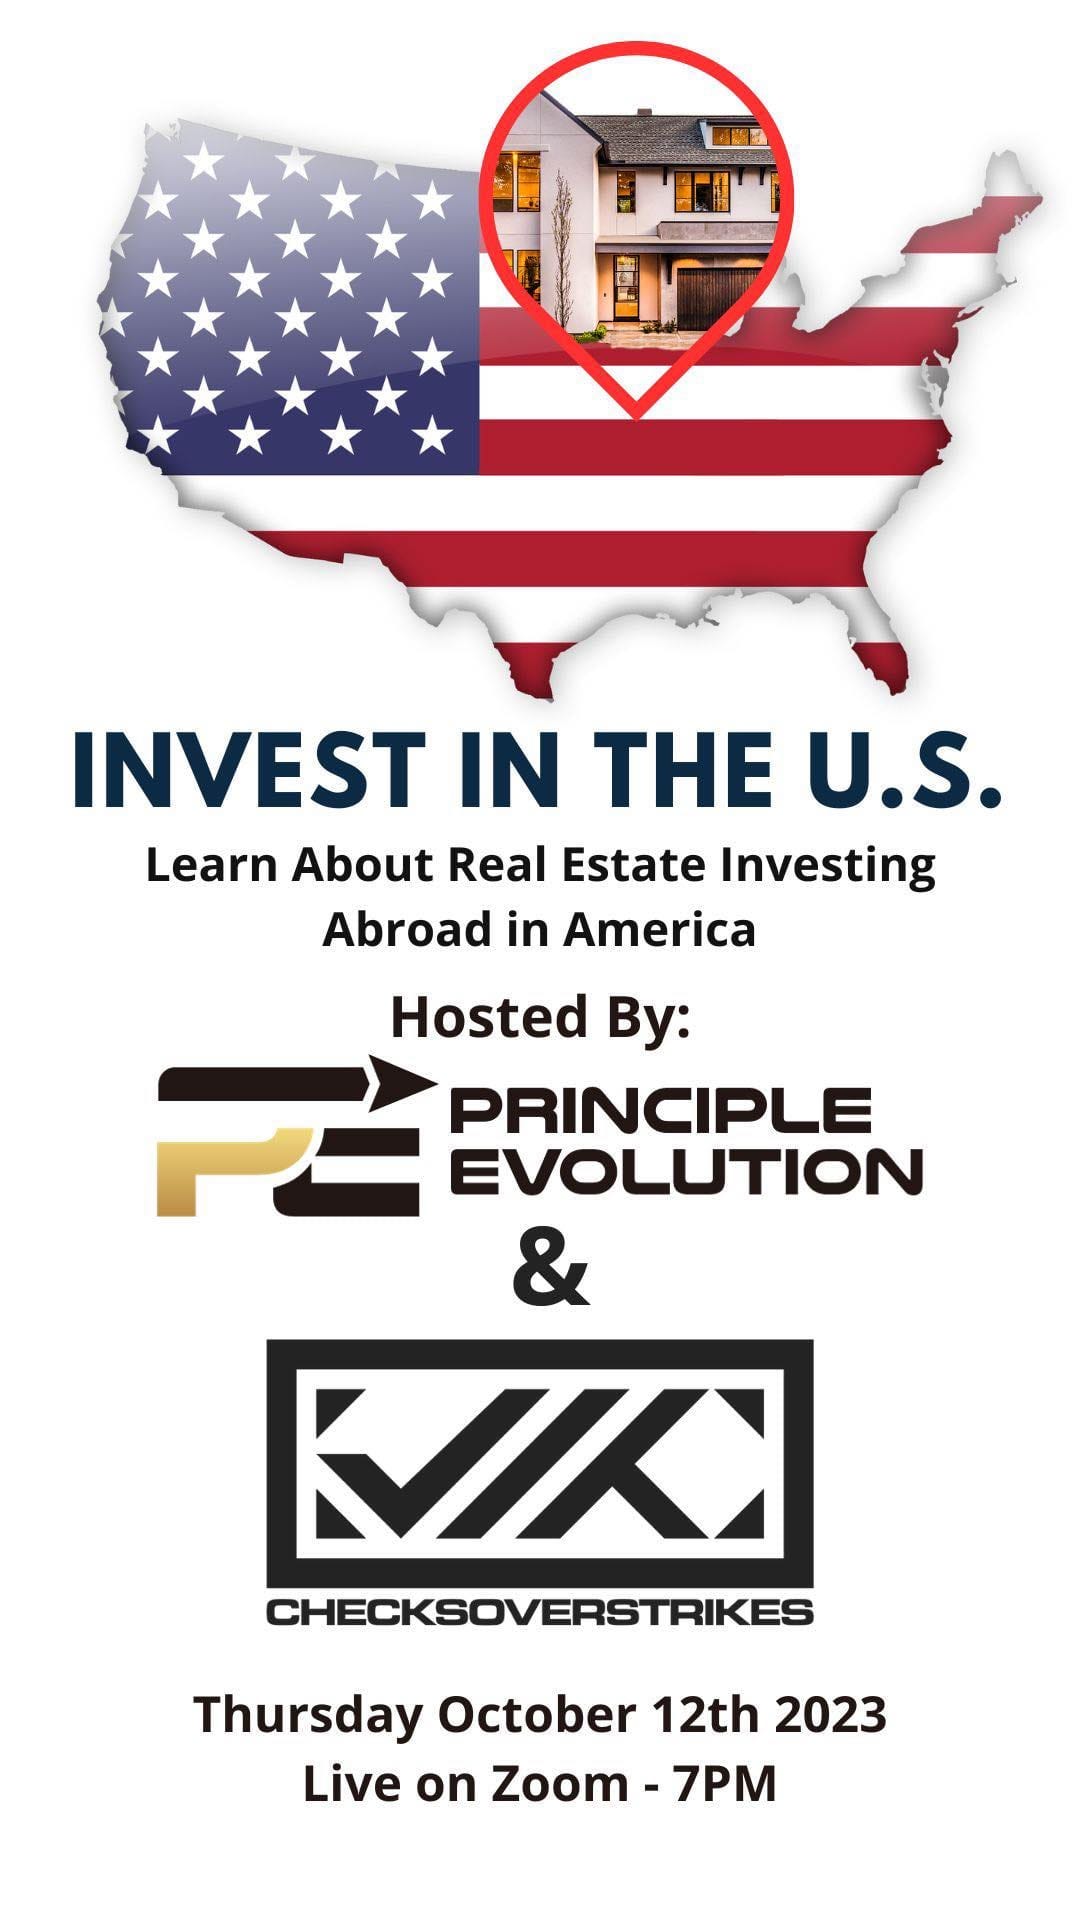 INVEST IN THE U.S.
Learn About Real Estate Investing
Abroad in America
Hosted By:
PE PRINCIPLE
EVOLUTION
&
CHECKSOVERSTRIKES
Thursday October 12th 2023
Live on Zoom - 7PM